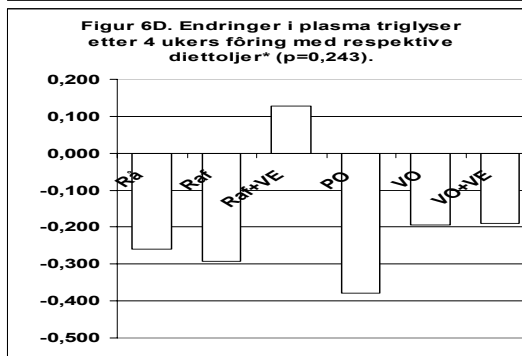 Figur 6D. Endringer i plasma triglyser
etter 4 ukers fôring med respektive
diettoljer* (p=0,243).
0,200
0,100
0,000
-0,100
-0,200
-0,300
-0,400
-0,500
Rå
Raf
Raf+VE
PO
VO
VO+VE